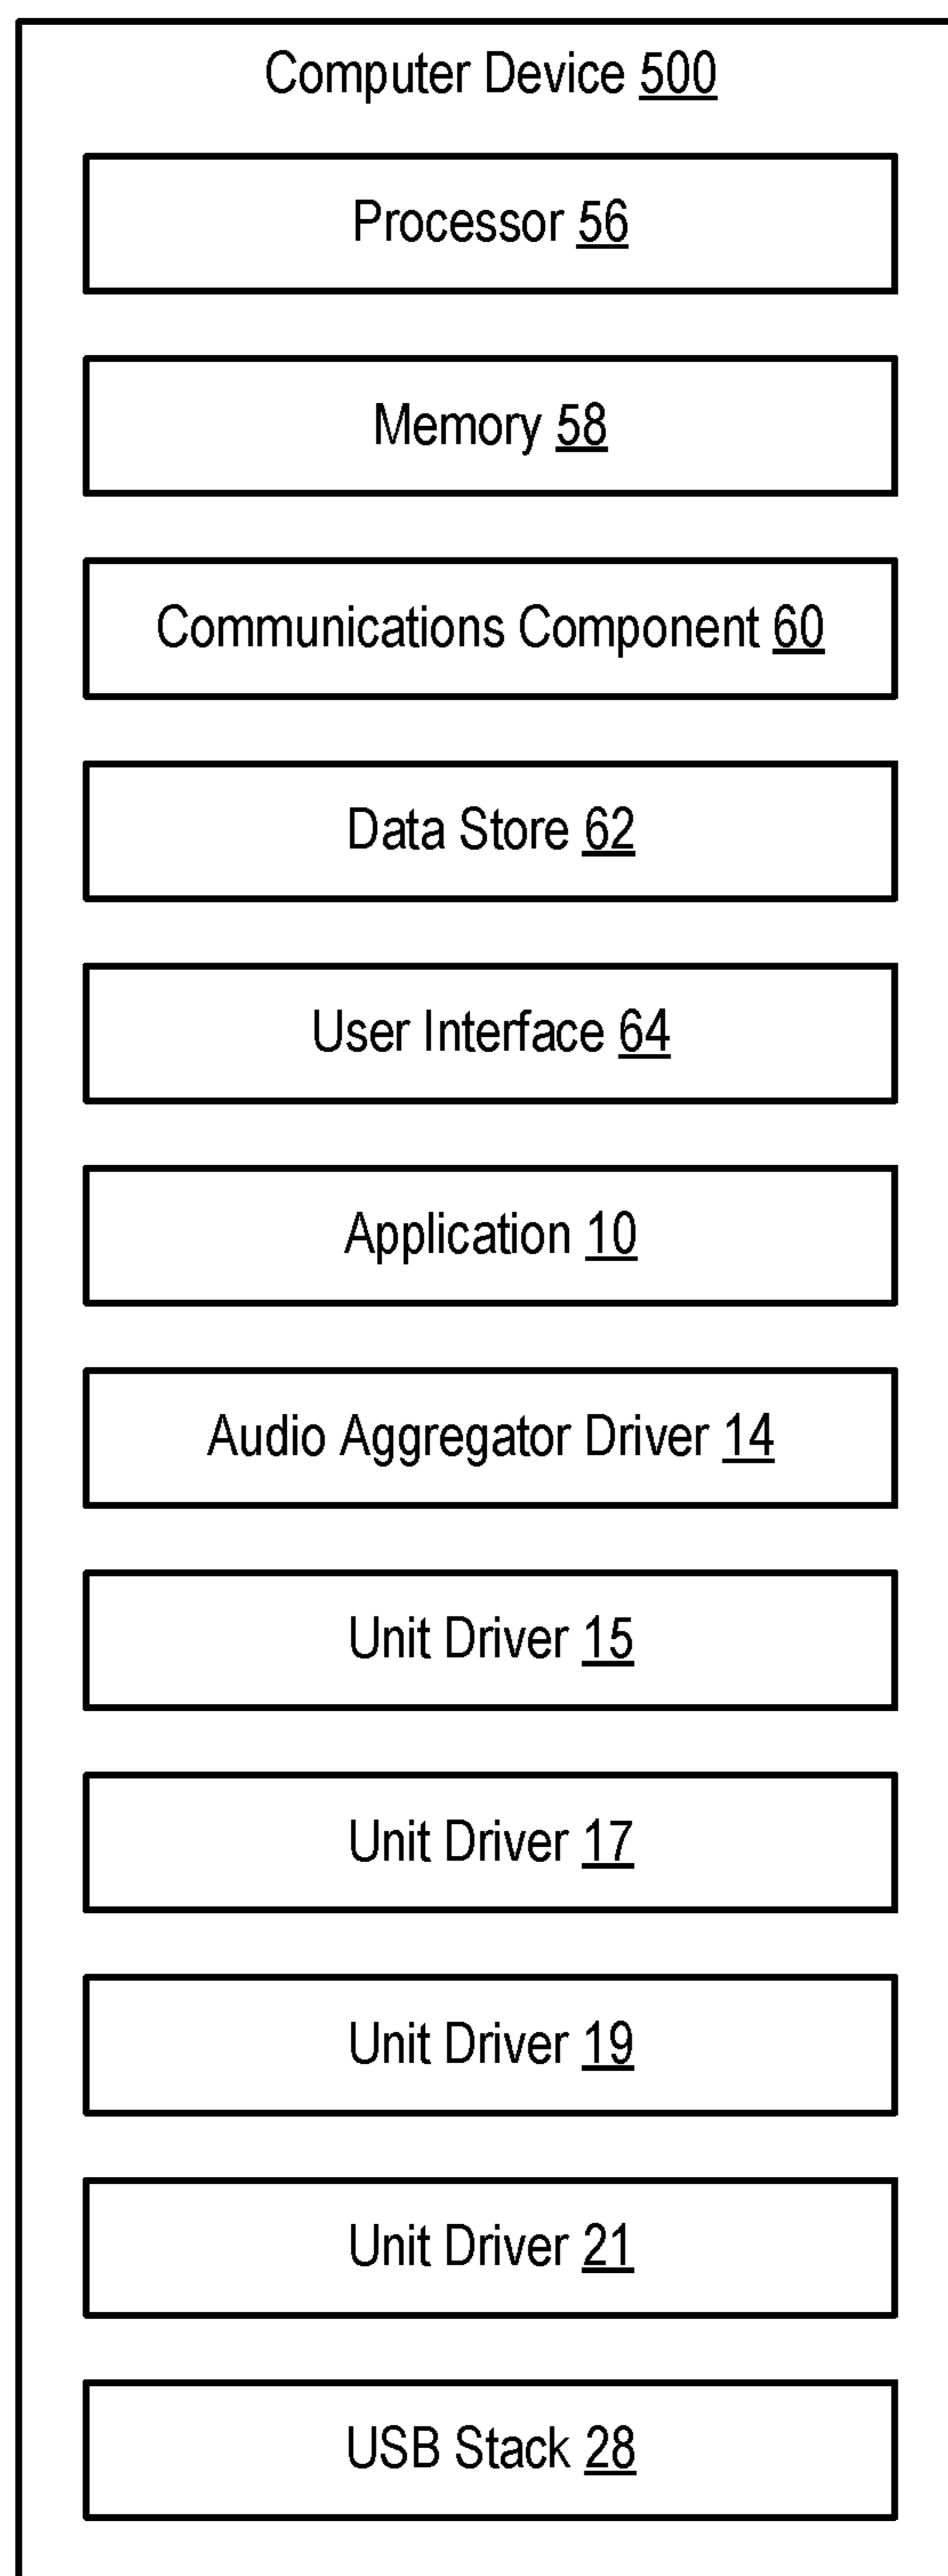 Computer Device 500
Processor 56
Memory 58
Communications Component 60
Data Store 62
User Interface 64
Application 10
Audio Aggregator Driver 14
Unit Driver 15
Unit Driver 17
Unit Driver 19
Unit Driver 21
USB Stack 28